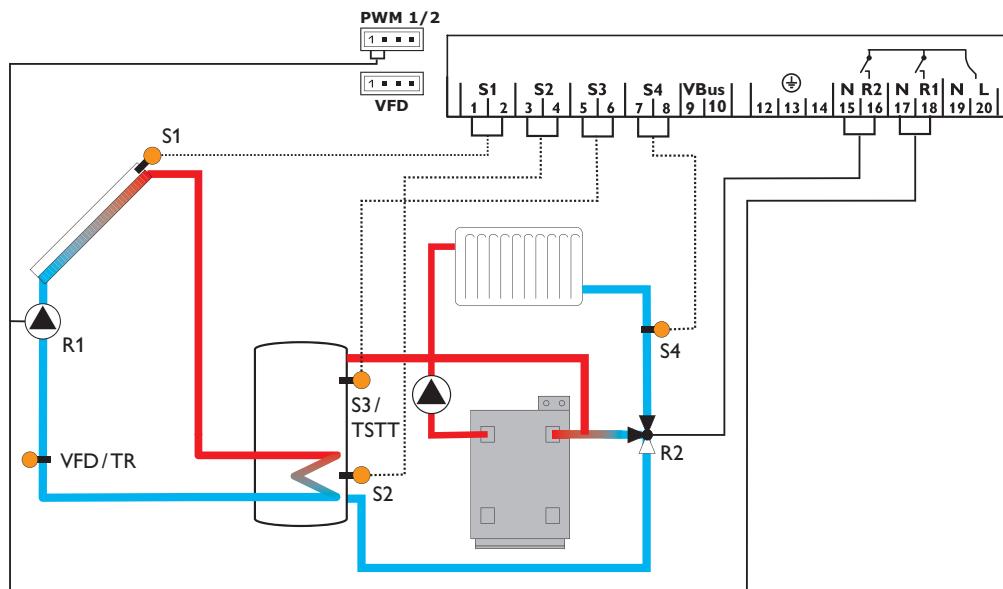 PWM 1/2
1
1
VFD
S1 S2 S3 S4 VBus N R2 N R1 N L
1 2 3 4 5 6 7 8 9 10 12 13 14 15 16 17 18 19 20
S1
R1
S4
S3 /
TSTT
R2
VFD / TR
S2